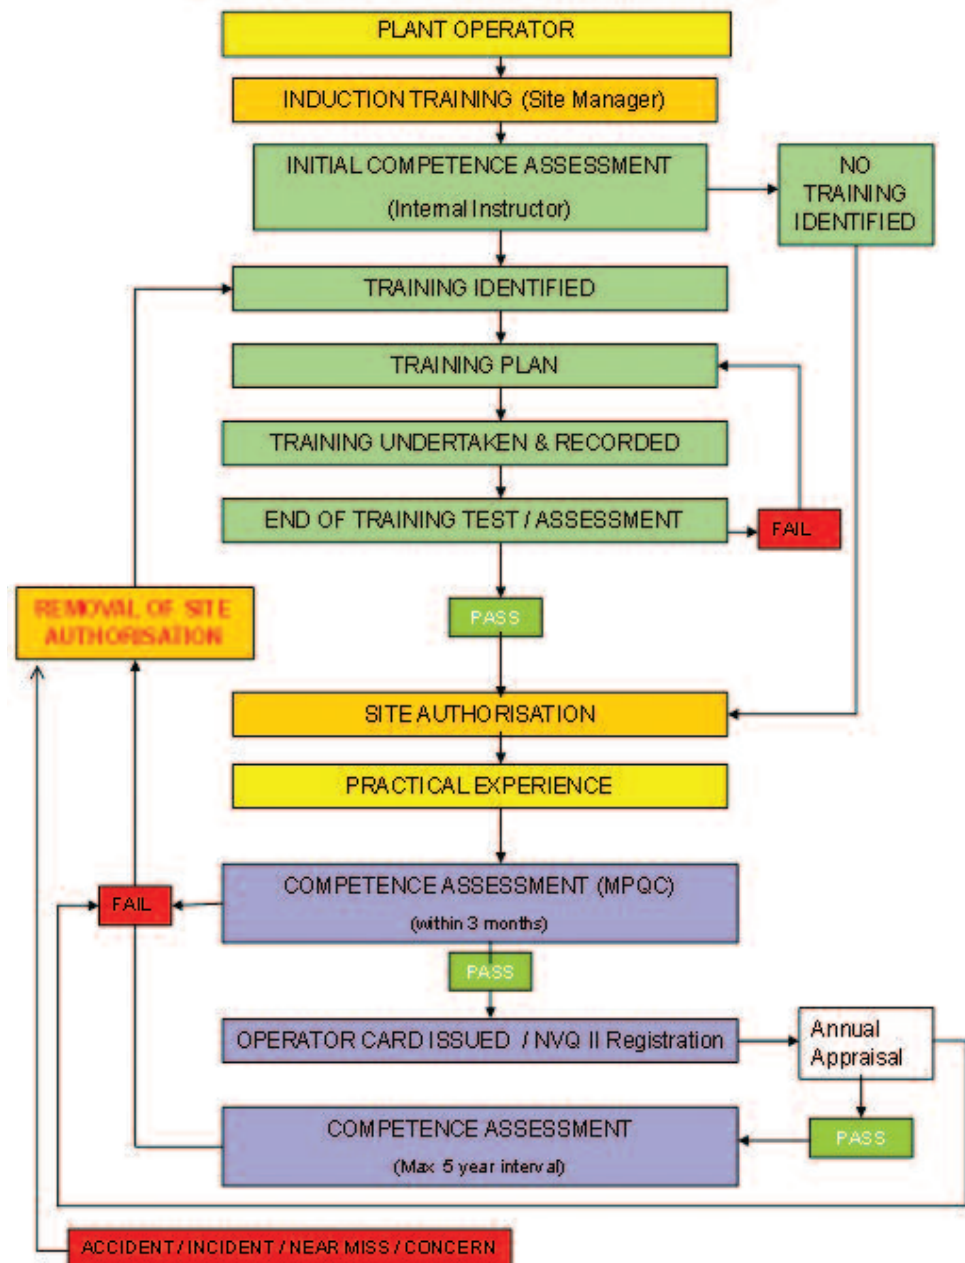 PLANT OPERATOR
INDUCTION TRAINING (Site Manager)
INITIAL COMPETENCE ASSESSMENT
(Internal Instructor)
NO
TRAINING
IDENTIFIED
TRAINING IDENTIFIED
TRAINING PLAN
TRAINING UNDERTAKEN & RECORDED
END OF TRAINING TEST / ASSESSMENT
FAIL
PASS
REMOVAL OF SITE
AUTHORISATION
SITE AUTHORISATION
PRACTICAL EXPERIENCE
COMPETENCE ASSESSMENT (MPQC)
(within 3 months)
FAIL
PASS
OPERATOR CARD ISSUED / NVQ II Registration
Annual
Appraisal
COMPETENCE ASSESSMENT
(Max 5 year interval)
PASS
ACCIDENT / INCIDENT / NEAR MISS / CONCERN